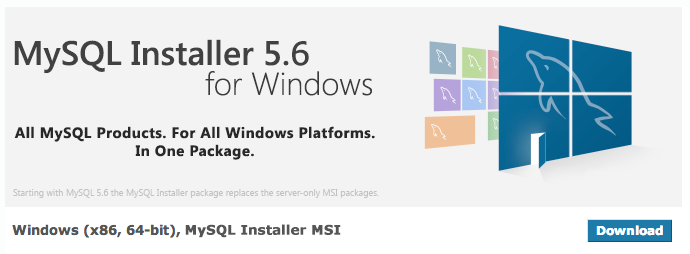 MySQL Installer 5.6
for Windows
All MySQL Products. For All Windows Platforms.
In One Package.
Starting with MySQL 5.6 the MySQL Installer package replaces the server-only MSI packages.
Windows (x86, 64-bit), MySQL Installer MSI
Download